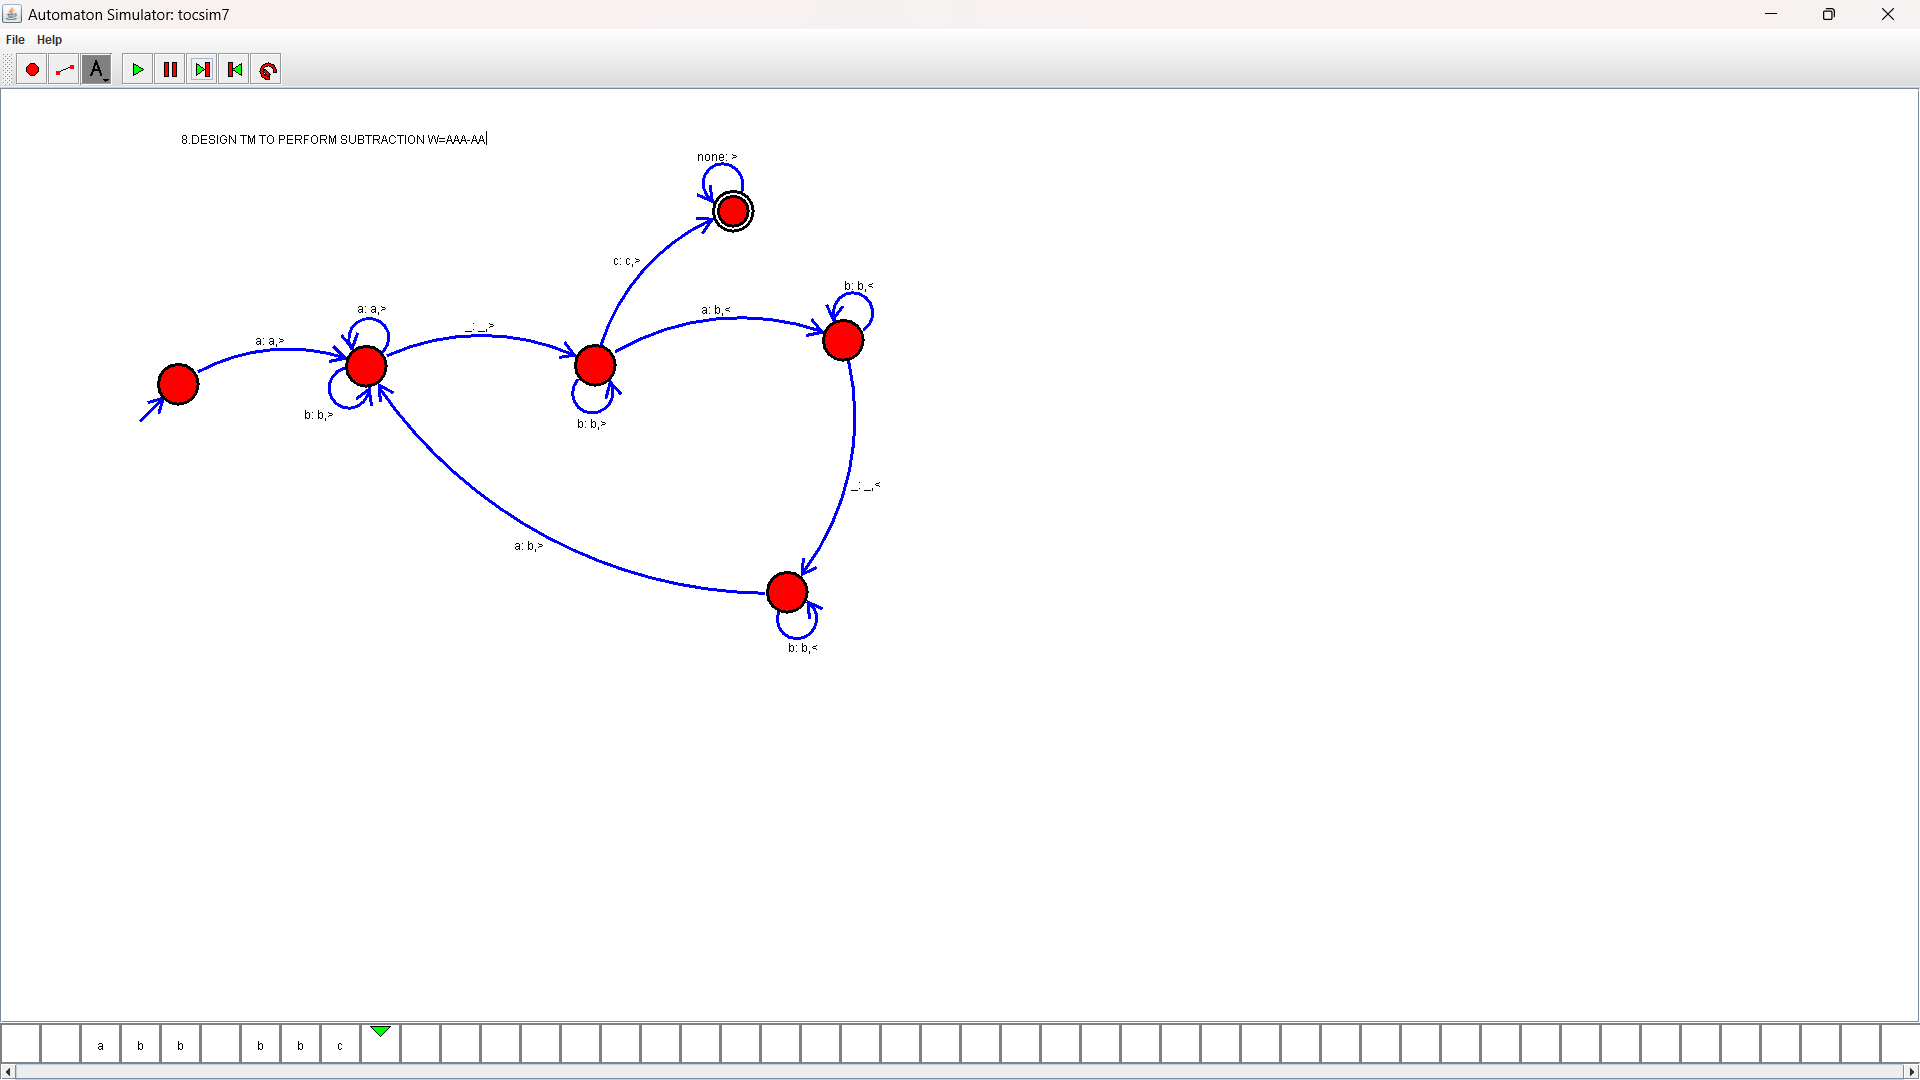 Automaton Simulator: tocsim7
File Help
A
8.DESIGN TM TO PERFORM SUBTRACTION W=AAA-AA
none: >
c: c,>
b: b,<
a: a,>
_: _,>
a: b,<
a: a,>
b: b,>
b: b,>
_: _,<
a: b,>
b: b,<
a b b b b c